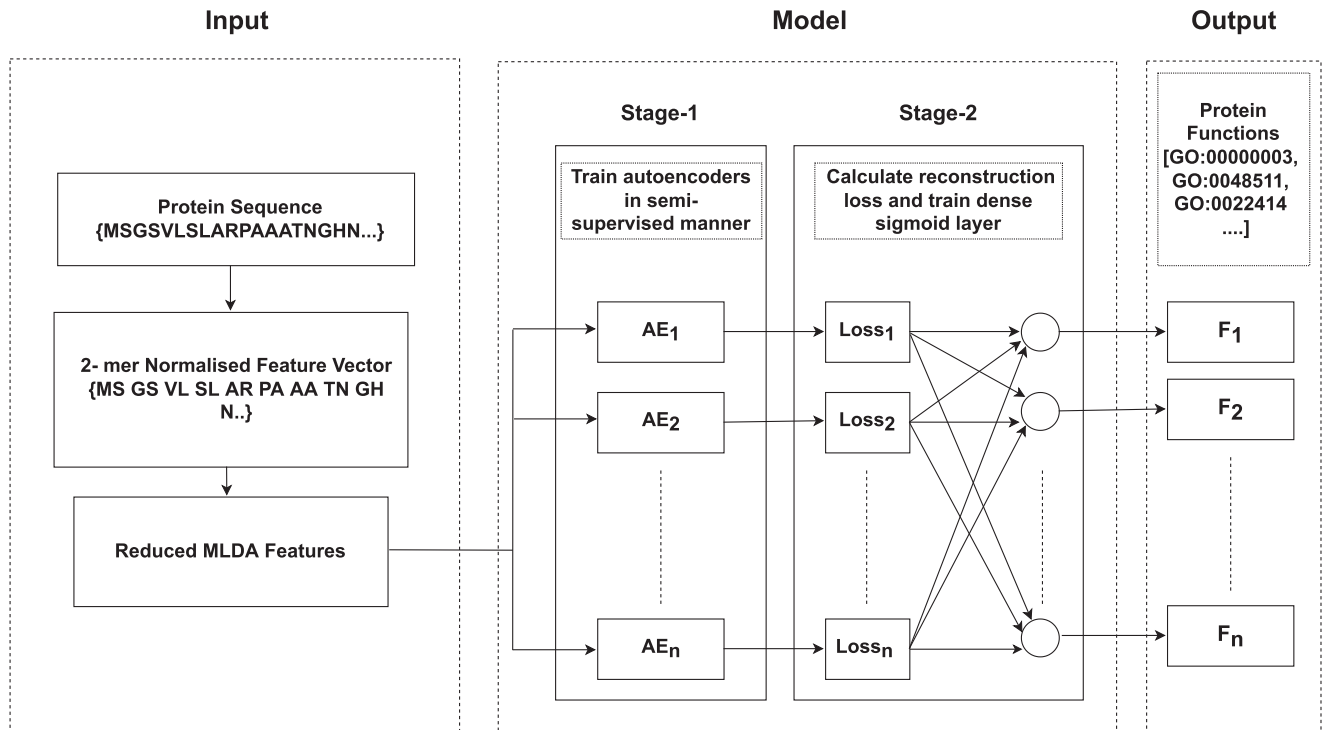 Input
Model
Output
Protein Sequence
{MSGSVLSLARPAAATNGHN...}
2- mer Normalised Feature Vector
{MS GS VL SL AR PA AA TN GH
N..}
Reduced MLDA Features
Stage-1
Train autoencoders
in semi-
supervised manner
AE1
AE2
AEn
Stage-2
Calculate reconstruction
loss and train dense
sigmoid layer
Loss1
Loss2
Lossn
Protein
Functions
[GO:00000003,
GO:0048511,
GO:0022414
....]
F1
F2
Fn